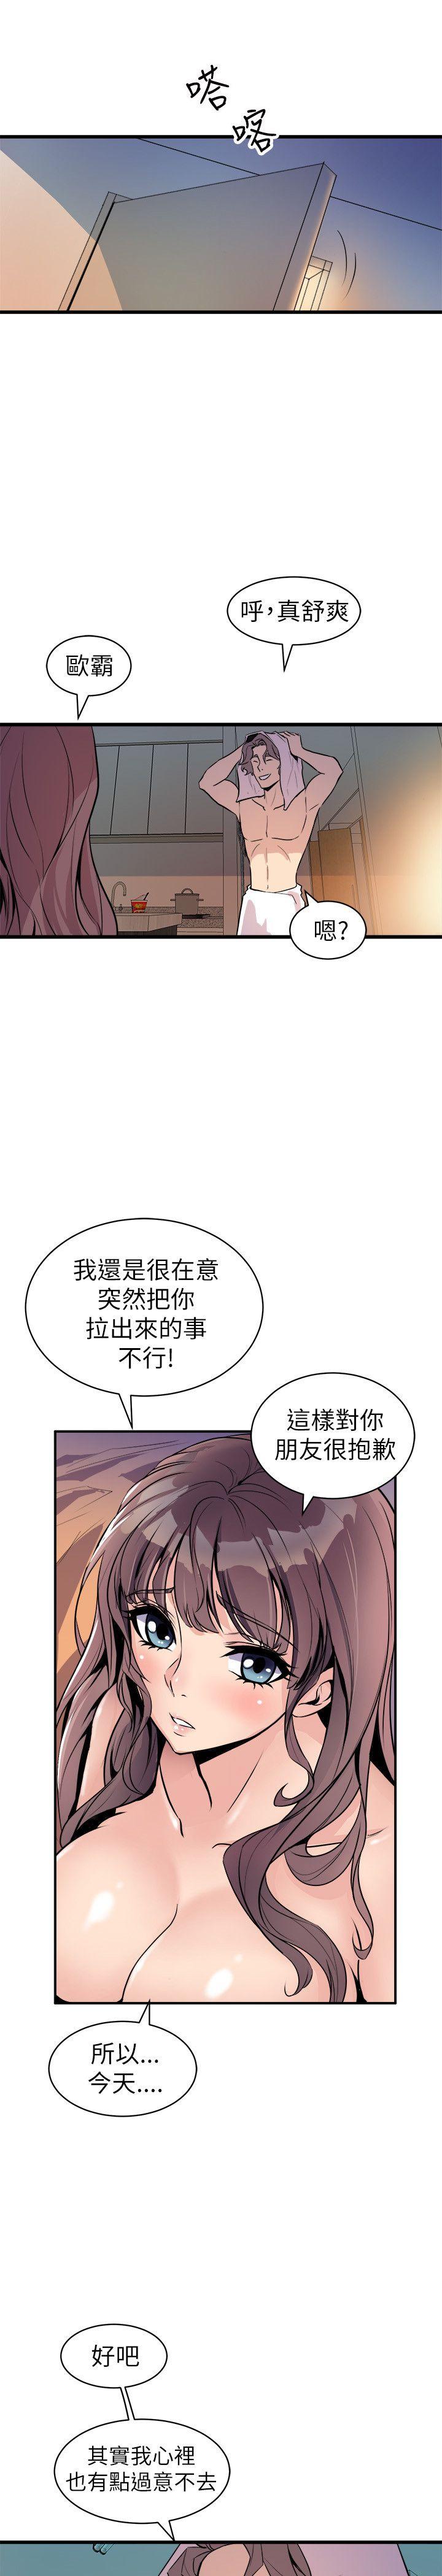 嗒
喀
呼，真舒爽
歐霸
嗯?
我還是很在意
突然把你
拉出來的事
不行!
這樣對你
朋友很抱歉
所以...
今天....
好吧
其實我心裡
也有點過意不去